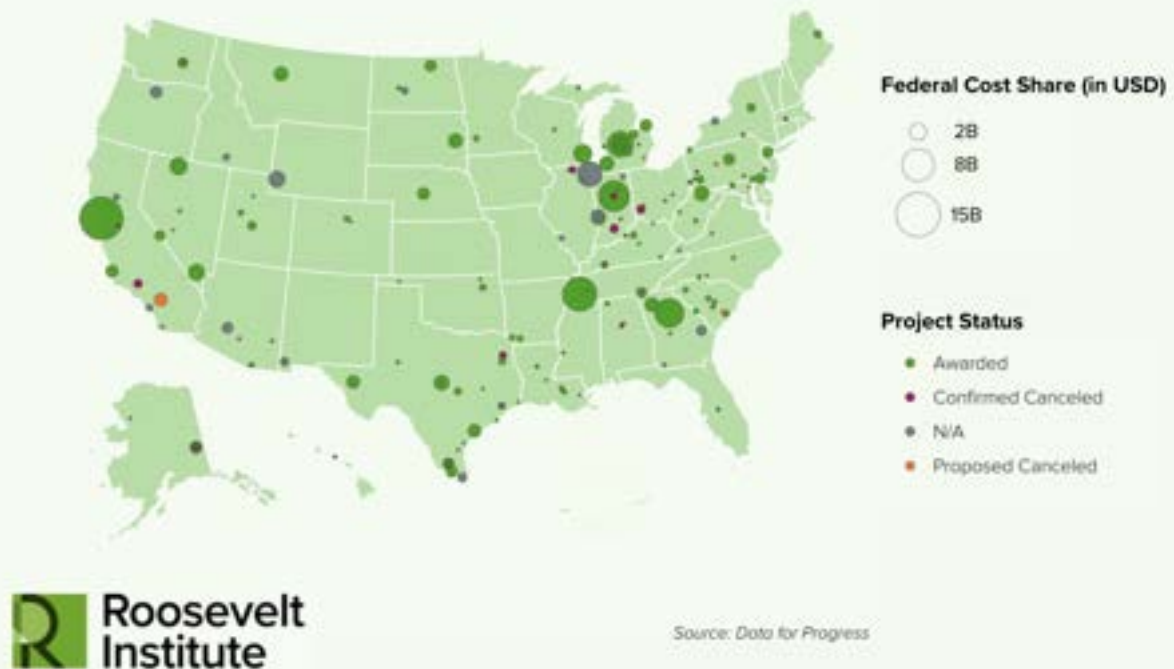 Federal Cost Share (in USD)
2B
8B
15B
Project Status
Awarded
Confirmed Canceled
N/A
Proposed Canceled
Roosevelt
Institute
Source: Data for Progress